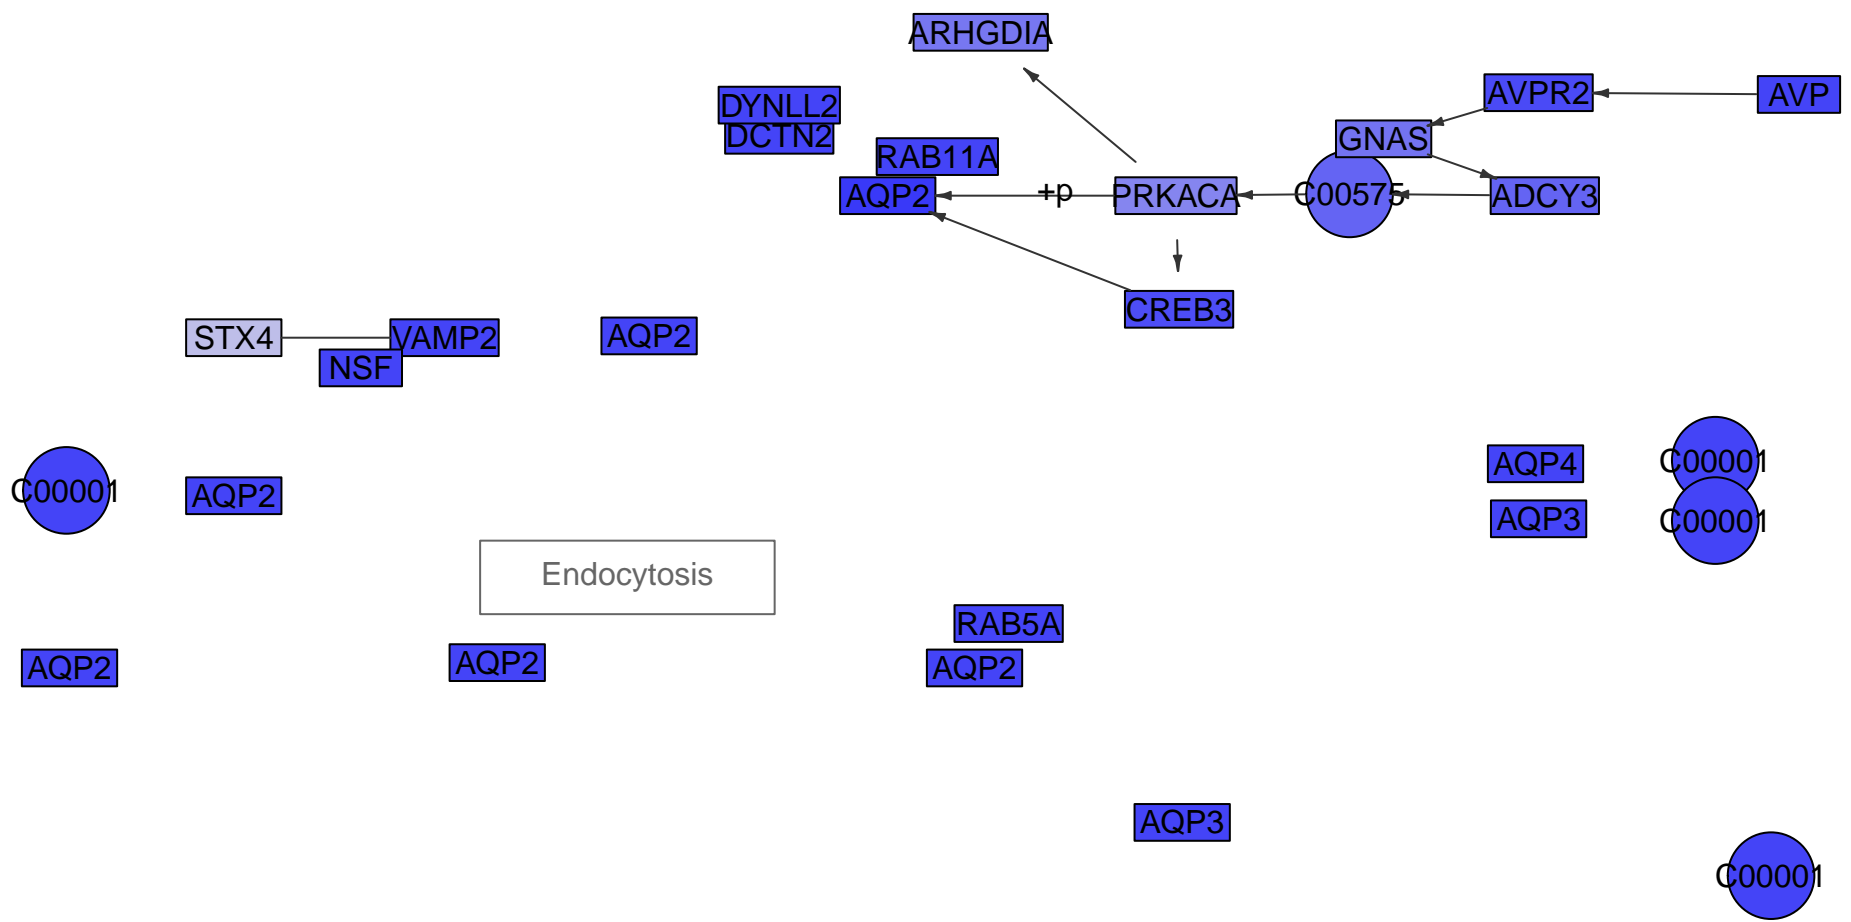 ARHGDIA
DYNLL2
DCTN2
AVPR2
AVP
GNAS
RAB11A
AQP2
+p
PRKACA
C00575
ADCY3
CREB3
STX4
VAMP2
NSF
AQP2
C00001
AQP2
AQP4
C00001
AQP3
C00001
Endocytosis
RAB5A
AQP2
AQP2
AQP2
AQP3
C00001